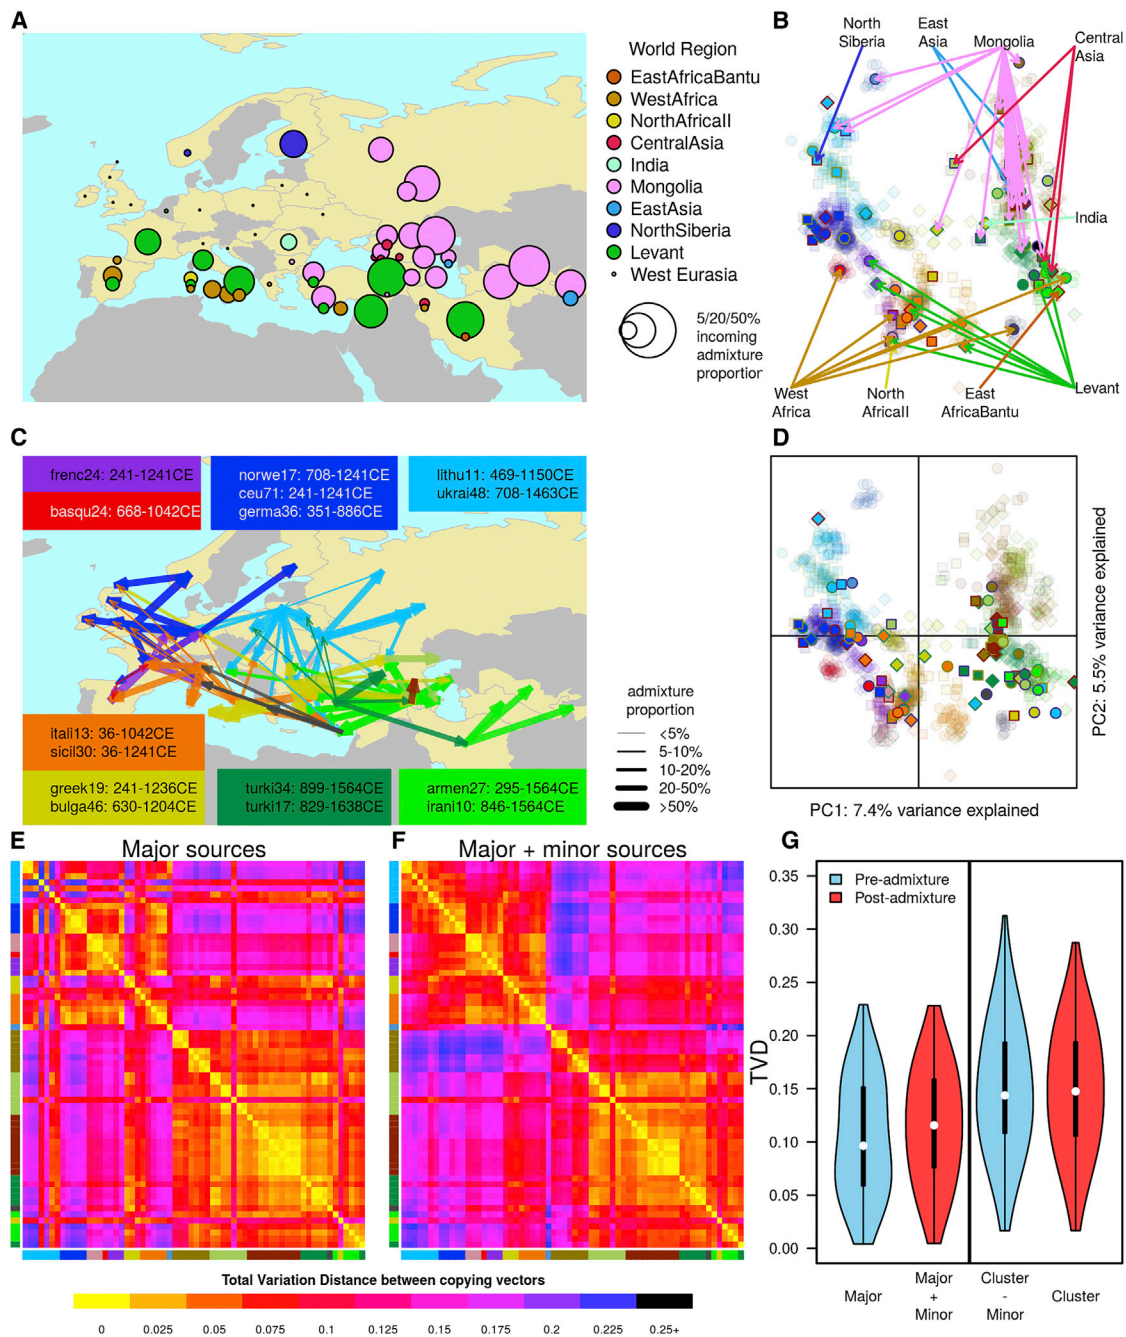 A
World Region
EastAfricaBantu
WestAfrica
NorthAfricaII
CentralAsia
India
Mongolia
EastAsia
NorthSiberia
Levant
West Eurasia
5/20/50%
incoming
admixture
proportion
B
North
Siberia
East
Asia
Mongolia
Central
Asia
India
West
Africa
North
AfricaII
East
AfricaBantu
Levant
C
frenc24: 241-1241CE
basqu24: 668-1042CE
norwe17: 708-1241CE
ceu71: 241-1241CE
germa36: 351-886CE
lithu11: 469-1150CE
ukrai48: 708-1463CE
itali13: 36-1042CE
sicil30: 36-1241CE
greek19: 241-1236CE
bulga46: 630-1204CE
turki34: 899-1564CE
turki17: 829-1638CE
armen27: 295-1564CE
irani10: 846-1564CE
admixture
proportion
<5%
5-10%
10-20%
20-50%
>50%
D
PC2: 5.5% variance explained
PC1: 7.4% variance explained
E
Major sources
F
Major + minor sources
Total Variation Distance between copying vectors
0 0.025 0.05 0.075 0.1 0.125 0.15 0.175 0.2 0.225 0.25+
G
Pre-admixture
Post-admixture
TVD
0.35
0.30
0.25
0.20
0.15
0.10
0.05
0.00
Major
Major
+
Minor
Cluster
-
Minor
Cluster